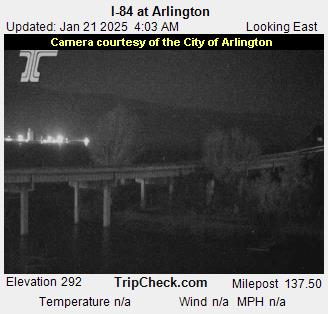 I-84 at Arlington
Updated: Jan 21 2025 4:03 AM Looking East
Camera courtesy of the City of Arlington
Elevation 292 TripCheck.com Milepost 137.50
Temperature n/a Wind n/a MPH n/a